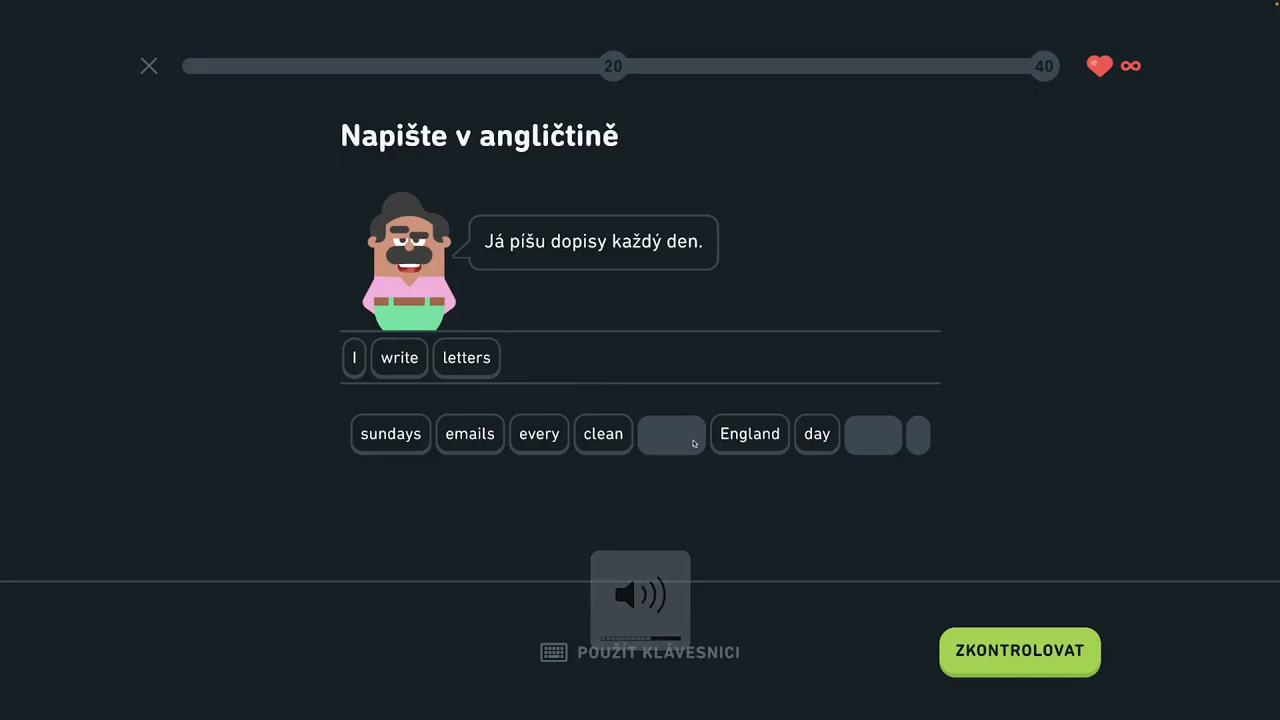 20 40 ∞
Napište v angličtině
Já píšu dopisy každý den.
I write letters
sundays emails every clean England day
POUŽÍT KLÁVESNICI
ZKONTROLOVAT